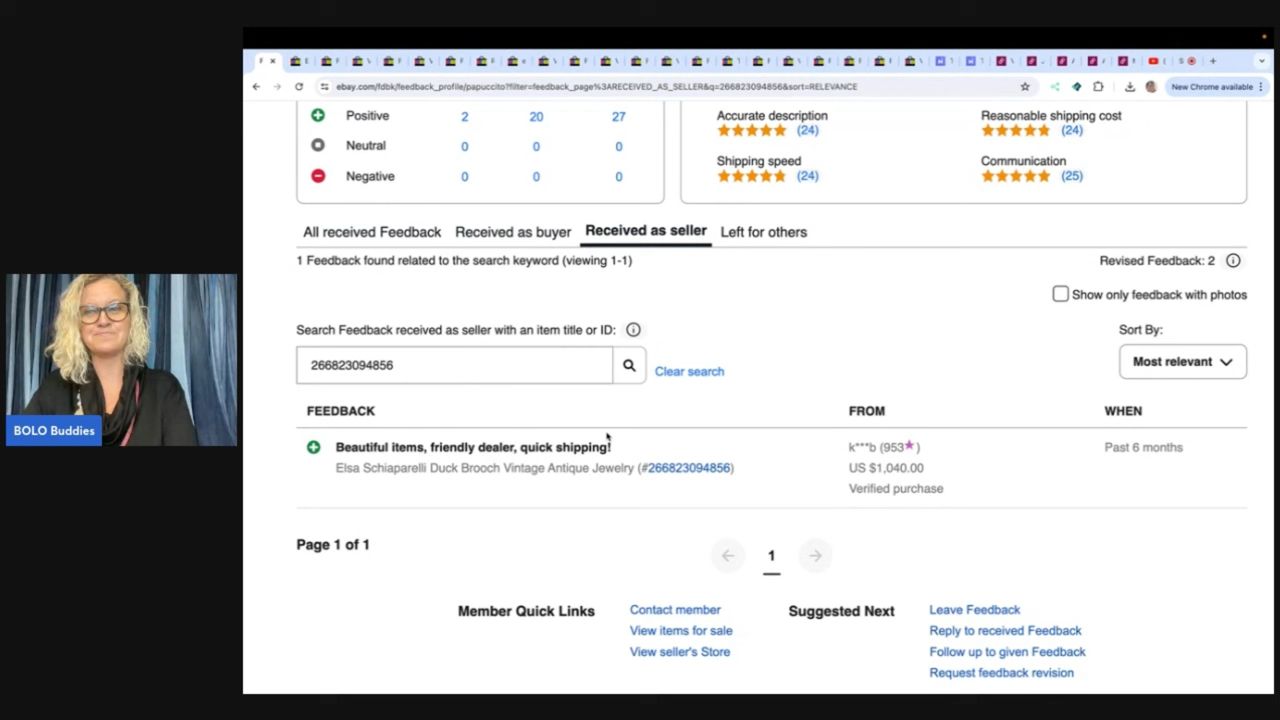 ebay.com/fdbk/feedback_profile/papuccito?filter=feedback_page%3ARECEIVED_AS_SELLER&q=266823094856&sort=RELEVANCE
New Chrome available
Positive 2 20 27
Neutral 0 0 0
Negative 0 0 0
Accurate description
(24)
Reasonable shipping cost
(24)
Shipping speed
(24)
Communication
(25)
All received Feedback Received as buyer Received as seller Left for others
1 Feedback found related to the search keyword (viewing 1-1)
Revised Feedback: 2
Show only feedback with photos
Search Feedback received as seller with an item title or ID:
Sort By:
266823094856
Clear search
Most relevant
FEEDBACK FROM WHEN
Beautiful items, friendly dealer, quick shipping! k***b (953) Past 6 months
Elsa Schiaparelli Duck Brooch Vintage Antique Jewelry (#266823094856) US $1,040.00
Verified purchase
BOLO Buddies
Page 1 of 1
1
Member Quick Links
Contact member
View items for sale
View seller's Store
Suggested Next
Leave Feedback
Reply to received Feedback
Follow up to given Feedback
Request feedback revision